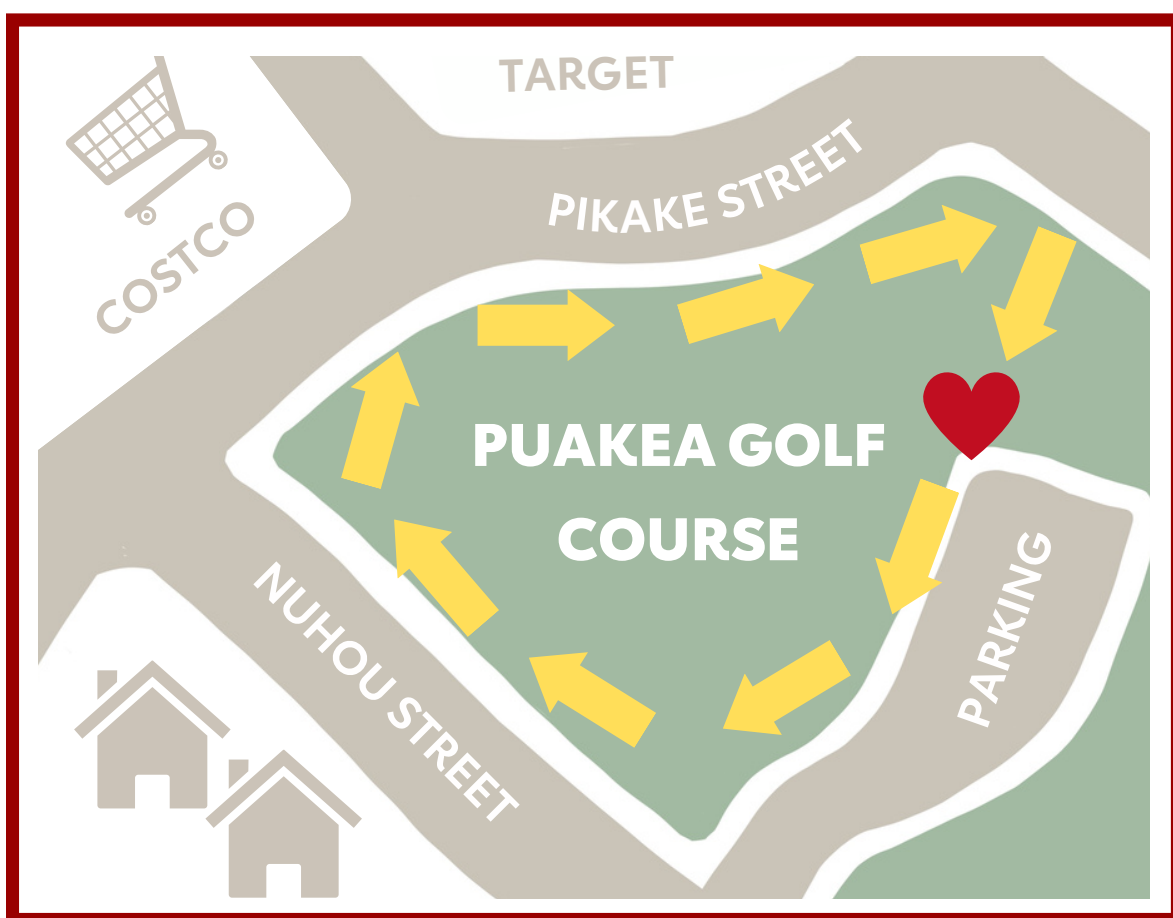 TARGET
PIKAKE STREET
COSTCO
PUAKEA GOLF
COURSE
NUHOU STREET
PARKING